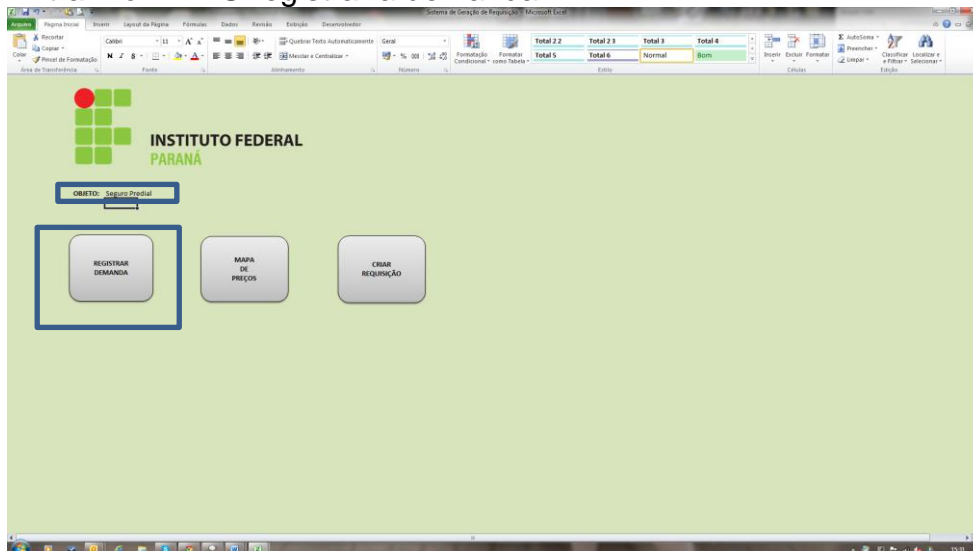 Sistema de Geração de Requisição - Microsoft Excel
Arquivo Página Inicial Inserir Layout da Página Fórmulas Dados Revisão Exibição Desenvolvedor
Recortar
Copiar
Pincel de Formatação
Colar
Área de Transferência
Calibri 11
N I S
Fonte
Quebrar Texto Automaticamente
Mesclar e Centralizar
Alinhamento
Geral
% 000
Número
Formatação Condicional
Formatar como Tabela
Total 2 2 Total 2 3 Total 3 Total 4
Total 5 Total 6 Normal Bom
Estilo
Inserir Excluir Formatar
Células
Σ AutoSoma
Preencher
Limpar
Classificar e Filtrar
Localizar e Selecionar
Edição
INSTITUTO FEDERAL
PARANÁ
OBJETO: Seguro Predial
REGISTRAR
DEMANDA
MAPA
DE
PREÇOS
CRIAR
REQUISIÇÃO